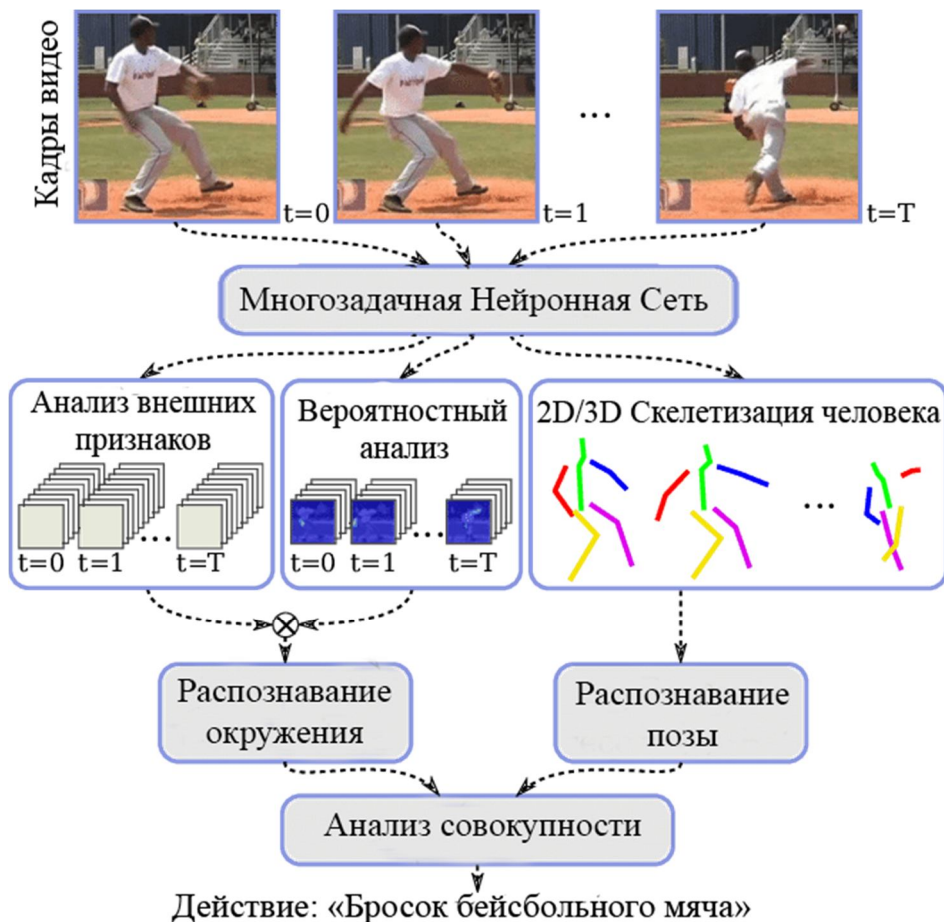 Кадры видео
t=0
t=1
...
t=T
Многозадачная Нейронная Сеть
Анализ внешних
признаков
t=0 t=1 ... t=T
Вероятностный
анализ
t=0 t=1 ... t=T
2D/3D Скелетизация человека
...
Распознавание
окружения
Распознавание
позы
Анализ совокупности
Действие: «Бросок бейсбольного мяча»